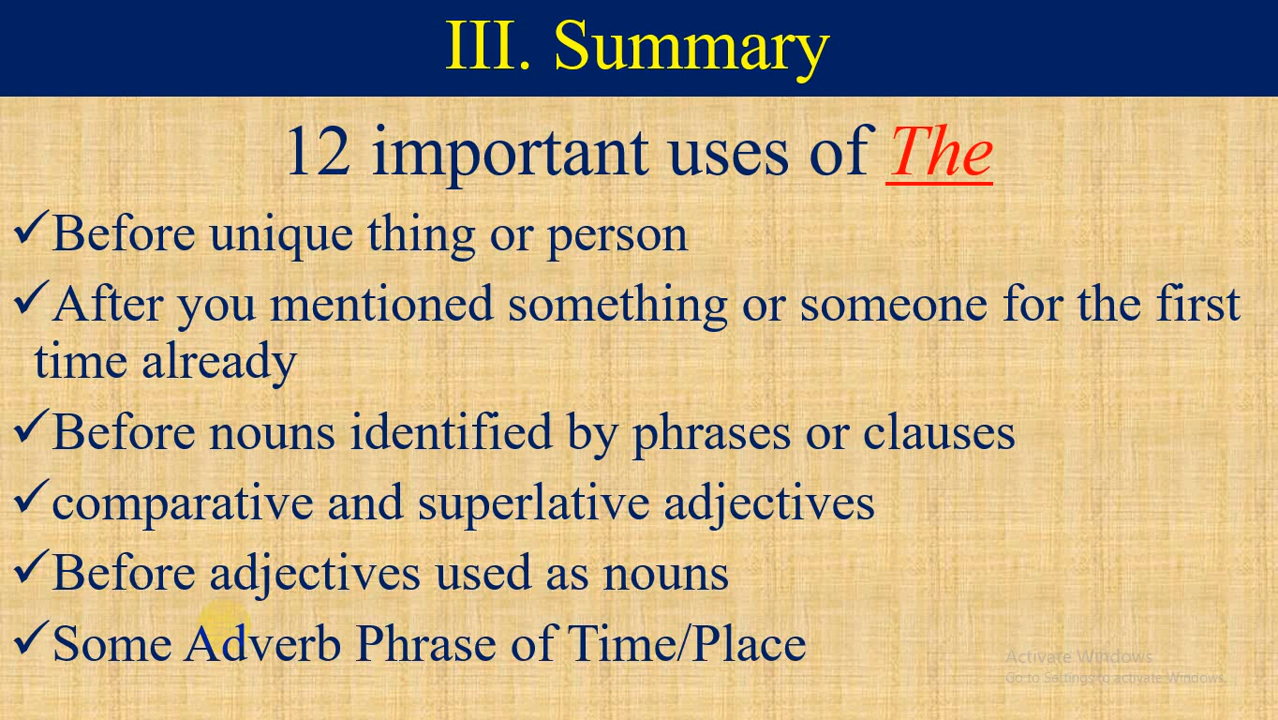 III. Summary
12 important uses of The
✓Before unique thing or person
✓After you mentioned something or someone for the first
time already
✓Before nouns identified by phrases or clauses
✓comparative and superlative adjectives
✓Before adjectives used as nouns
✓Some Adverb Phrase of Time/Place
Activate Windows
Go to Settings to activate Windows.